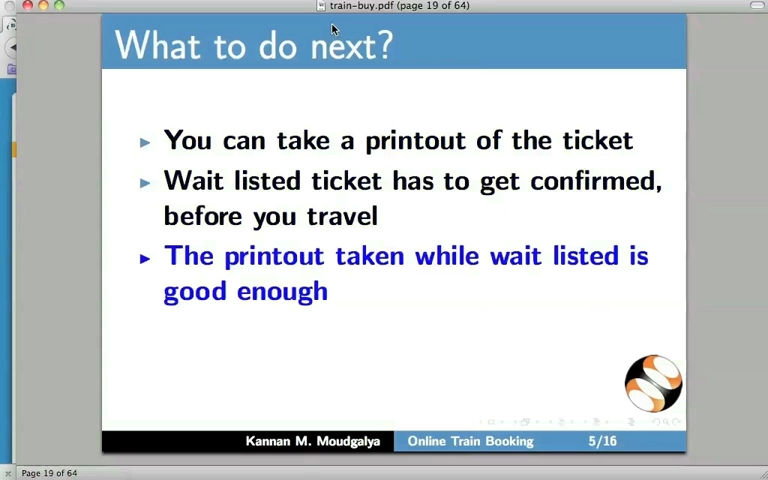 train-buy.pdf (page 19 of 64)
What to do next?
You can take a printout of the ticket
Wait listed ticket has to get confirmed,
before you travel
The printout taken while wait listed is
good enough
Kannan M. Moudgalya Online Train Booking 5/16
Page 19 of 64